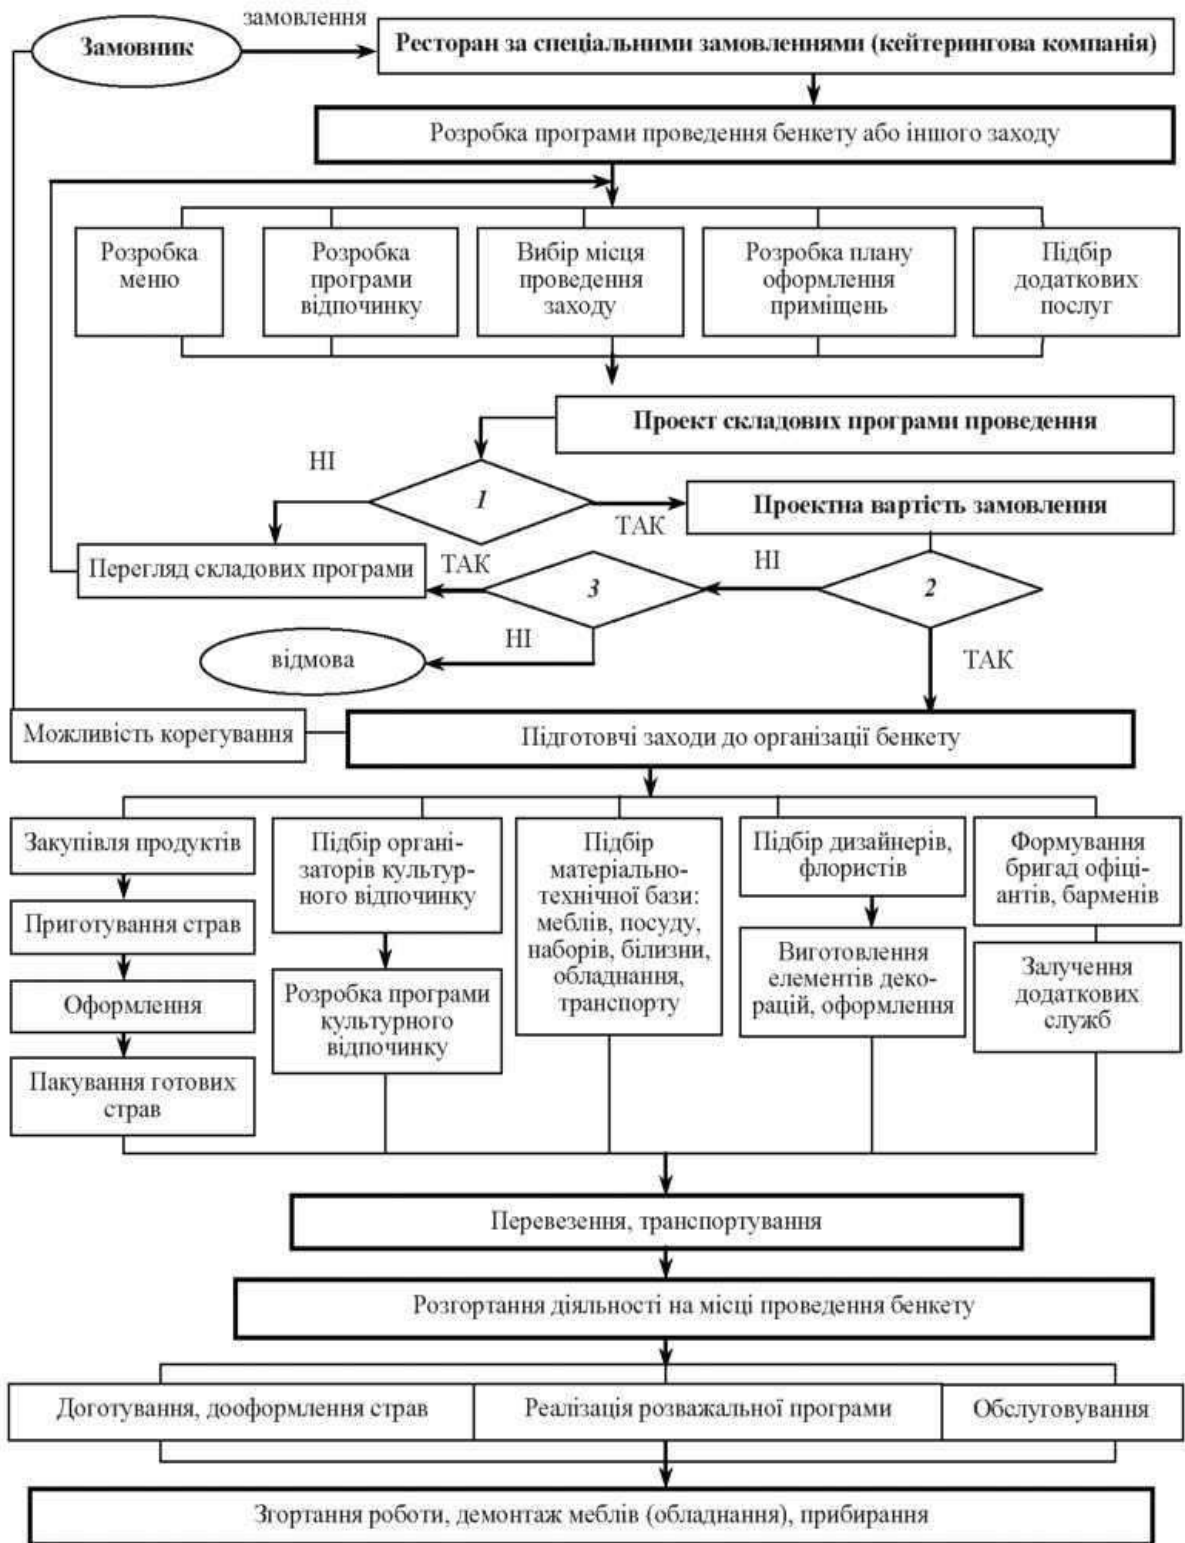 замовлення
Замовник
Ресторан за спеціальними замовленнями (кейтерингова компанія)
Розробка програми проведення бенкету або іншого заходу
Розробка
меню
Розробка
програми
відпочинку
Вибір місця
проведення
заходу
Розробка плану
оформлення
приміщень
Підбір
додаткових
послуг
Проект складових програми проведення
НІ
1
ТАК
Проектна вартість замовлення
Перегляд складових програми
ТАК
3
НІ
2
відмова
НІ
ТАК
Можливість корегування
Підготовчі заходи до організації бенкету
Закупівля продуктів
Приготування страв
Оформлення
Пакування готових
страв
Підбір органі-
заторів культур-
ного відпочинку
Розробка програми
культурного
відпочинку
Підбір
матеріально-
технічної бази:
меблів, посуду,
наборів, білизни,
обладнання,
транспорту
Підбір дизайнерів,
флористів
Виготовлення
елементів деко-
рацій, оформлення
Формування
бригад офіці-
антів, барменів
Залучення
додаткових
служб
Перевезення, транспортування
Розгортання діяльності на місці проведення бенкету
Доготування, дооформлення страв
Реалізація розважальної програми
Обслуговування
Згортання роботи, демонтаж меблів (обладнання), прибирання